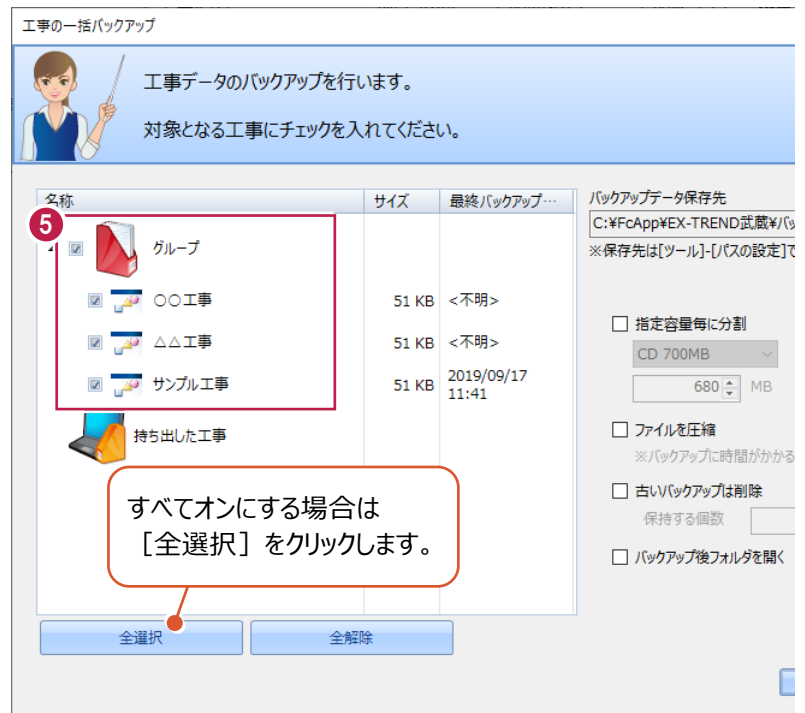 工事の一括バックアップ
工事データのバックアップを行います。
対象となる工事にチェックを入れてください。
名称 サイズ 最終バックアップ…
5
グループ
○○工事 51 KB <不明>
△△工事 51 KB <不明>
サンプル工事 51 KB 2019/09/17
11:41
持ち出した工事
すべてオンにする場合は
［全選択］をクリックします。
全選択 全解除
バックアップデータ保存先
C:¥FcApp¥EX-TREND武蔵¥バッ
※保存先は[ツール]-[パスの設定]で
指定容量毎に分割
CD 700MB
680 MB
ファイルを圧縮
※バックアップに時間がかかる
古いバックアップは削除
保持する個数
バックアップ後フォルダを開く